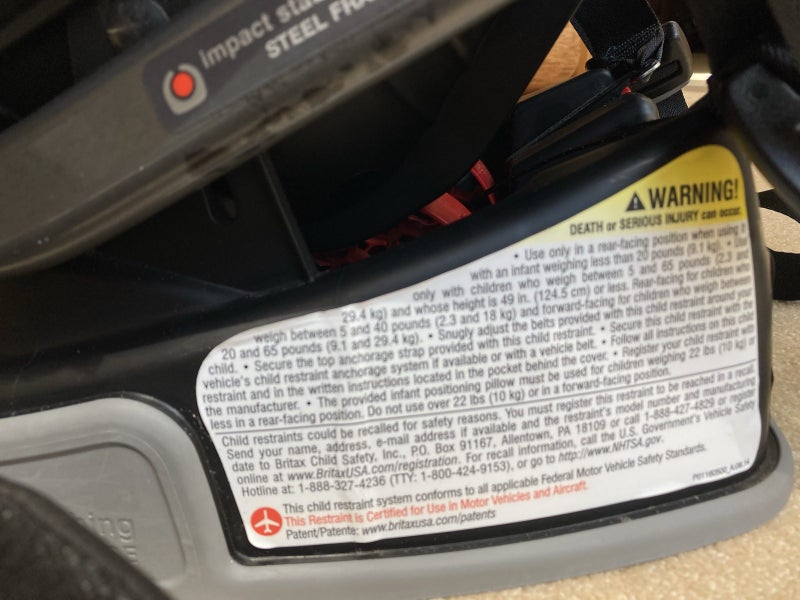 impact
STEEL
WARNING!
DEATH or SERIOUS INJURY can occur.
• Use only in a rear-facing position when using it
with an infant weighing less than 20 pounds (9.1 kg). • Use
only with children who weigh between 5 and 65 pounds (2.3 and
29.4 kg) and whose height is 49 in. (124.5 cm) or less. Rear-facing for children who
weigh between 5 and 40 pounds (2.3 and 18 kg) and forward-facing for children who weigh between
20 and 65 pounds (9.1 and 29.4 kg). • Snugly adjust the belts provided with this child restraint around your
child. • Secure the top anchorage strap provided with this child restraint. • Secure this child restraint with the
vehicle's child restraint anchorage system if available or with a vehicle belt. • Follow all instructions on this child
restraint and in the written instructions located in the pocket behind the cover. • Register your child restraint with
the manufacturer. • The provided infant positioning pillow must be used for children weighing 22 lbs (10 kg) or
less in a rear-facing position. Do not use over 22 lbs (10 kg) or in a forward-facing position.
Child restraints could be recalled for safety reasons. You must register this restraint to be reached in a recall.
Send your name, address, e-mail address if available and the restraint's model number and manufacturing
date to Britax Child Safety, Inc., P.O. Box 91167, Allentown, PA 18109 or call 1-888-427-4829 or register
online at www.BritaxUSA.com/registration. For recall information, call the U.S. Government's Vehicle Safety
Hotline at: 1-888-327-4236 (TTY: 1-800-424-9153), or go to http://www.NHTSA.gov.
This child restraint system conforms to all applicable Federal Motor Vehicle Safety Standards.
This Restraint is Certified for Use in Motor Vehicles and Aircraft.
Patent/Patente: www.britaxusa.com/patents